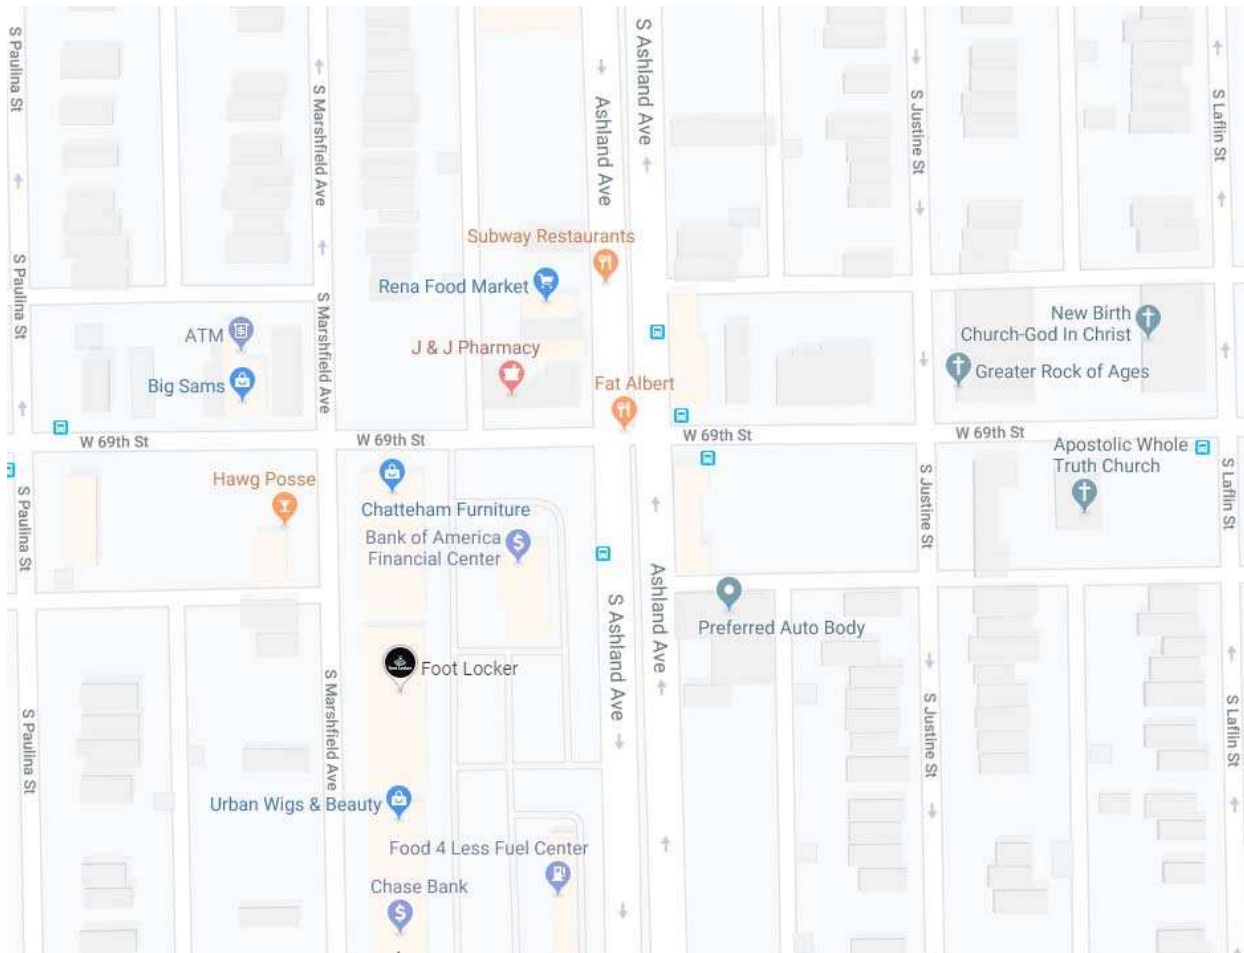 S Paulina St
S Marshfield Ave
Ashland Ave
S Ashland Ave
S Justine St
S Laflin St
Subway Restaurants
Rena Food Market
S Paulina St
S Marshfield Ave
ATM
New Birth
Church-God In Christ
J & J Pharmacy
Greater Rock of Ages
Big Sams
Fat Albert
W 69th St
W 69th St
W 69th St
W 69th St
Apostolic Whole
Truth Church
Hawg Posse
S Paulina St
S Justine St
S Laflin St
Chatteham Furniture
Bank of America
Financial Center
S Ashland Ave
Ashland Ave
Preferred Auto Body
Foot Locker
S Paulina St
S Marshfield Ave
S Justine St
S Laflin St
Urban Wigs & Beauty
Food 4 Less Fuel Center
Chase Bank